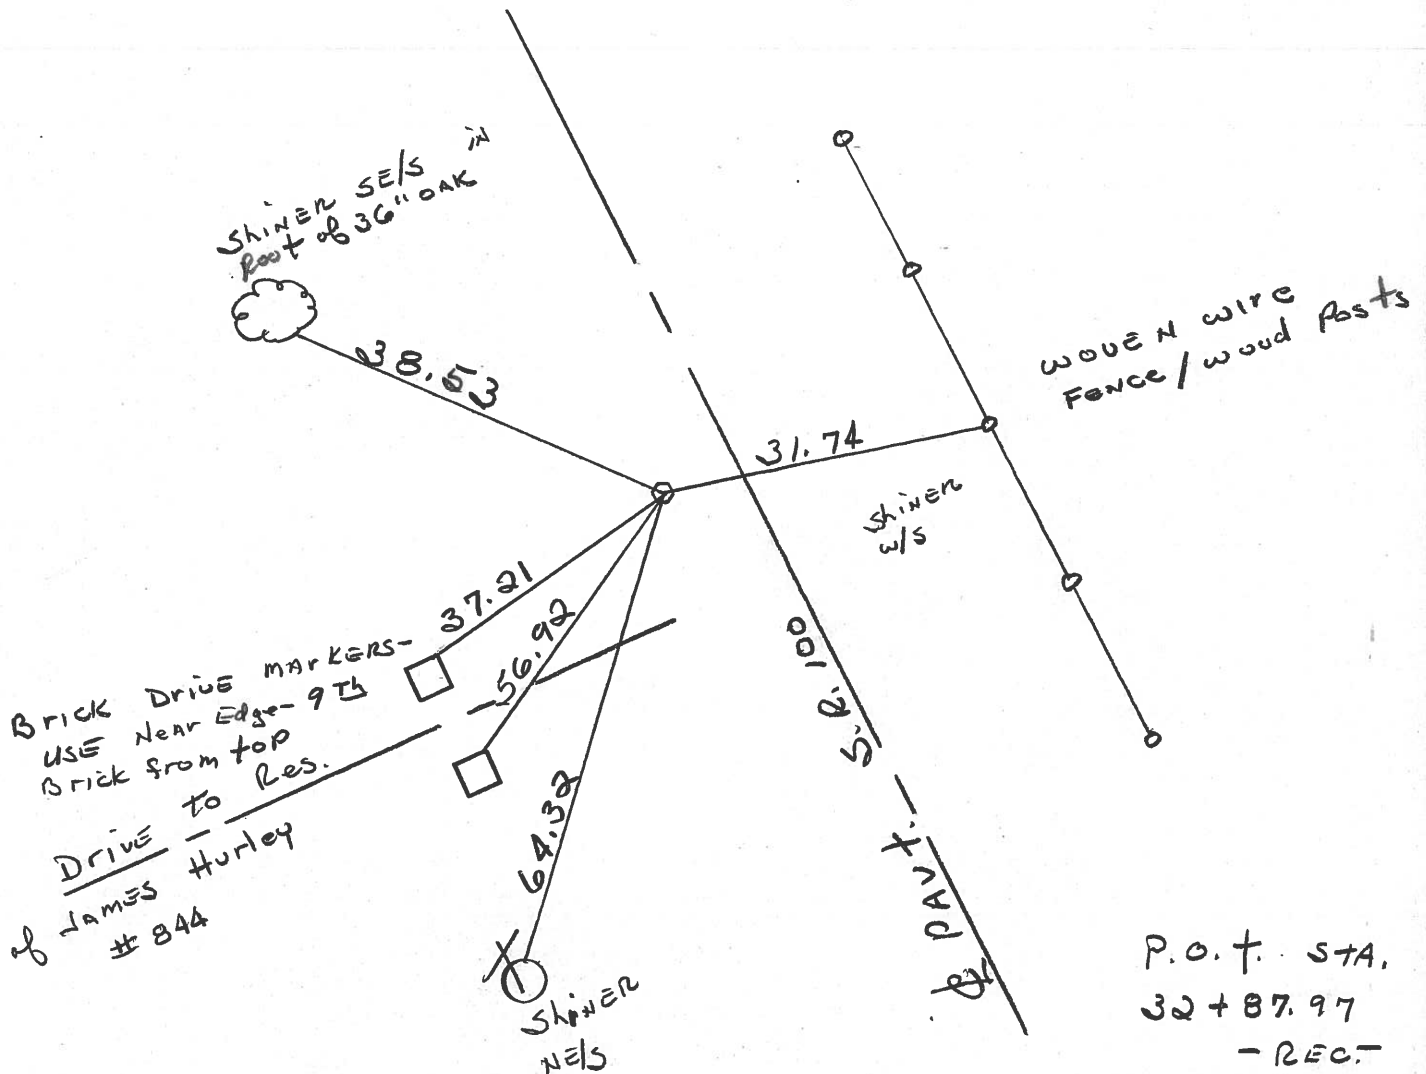 Shiner SE/S in
Root of 36" OAK
38.53
31.74
WOVEN wire
FENCE / wood Posts
Shiner
W/S
37.21
56.92
64.32
Brick Drive markers-
USE Near Edge- 9Th
Brick from top
Drive to Res.
of James Hurley
# 844
Shiner
NE/S
S.R. 100
℄ PAVt.
P.O.t. STA.
32 + 87.97
- REC.-